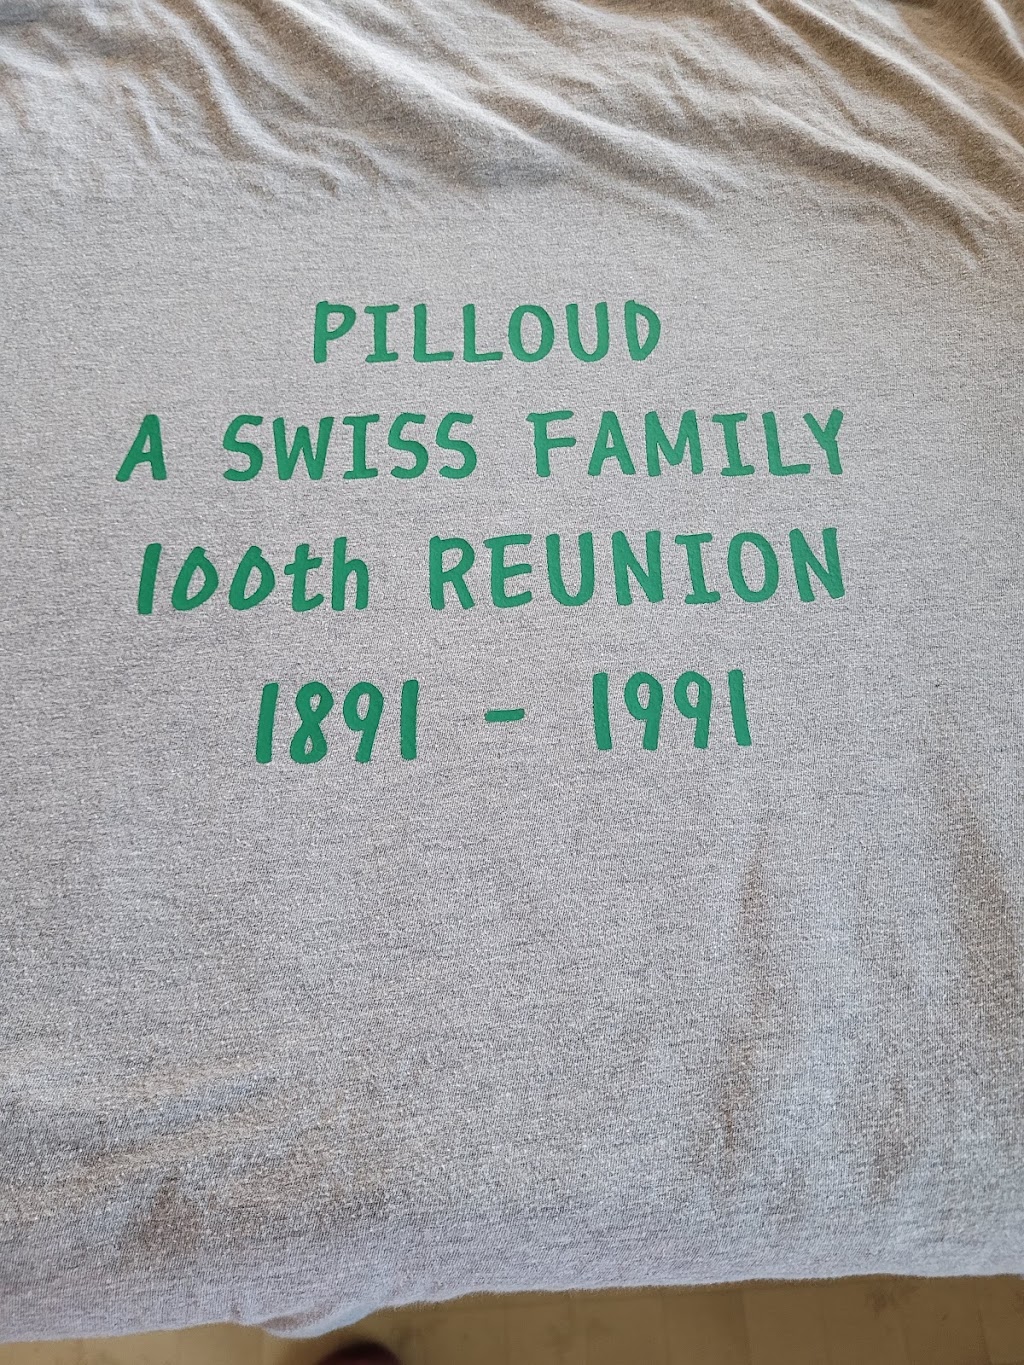 PILLOUD
A SWISS FAMILY
100th REUNION
1891 - 1991